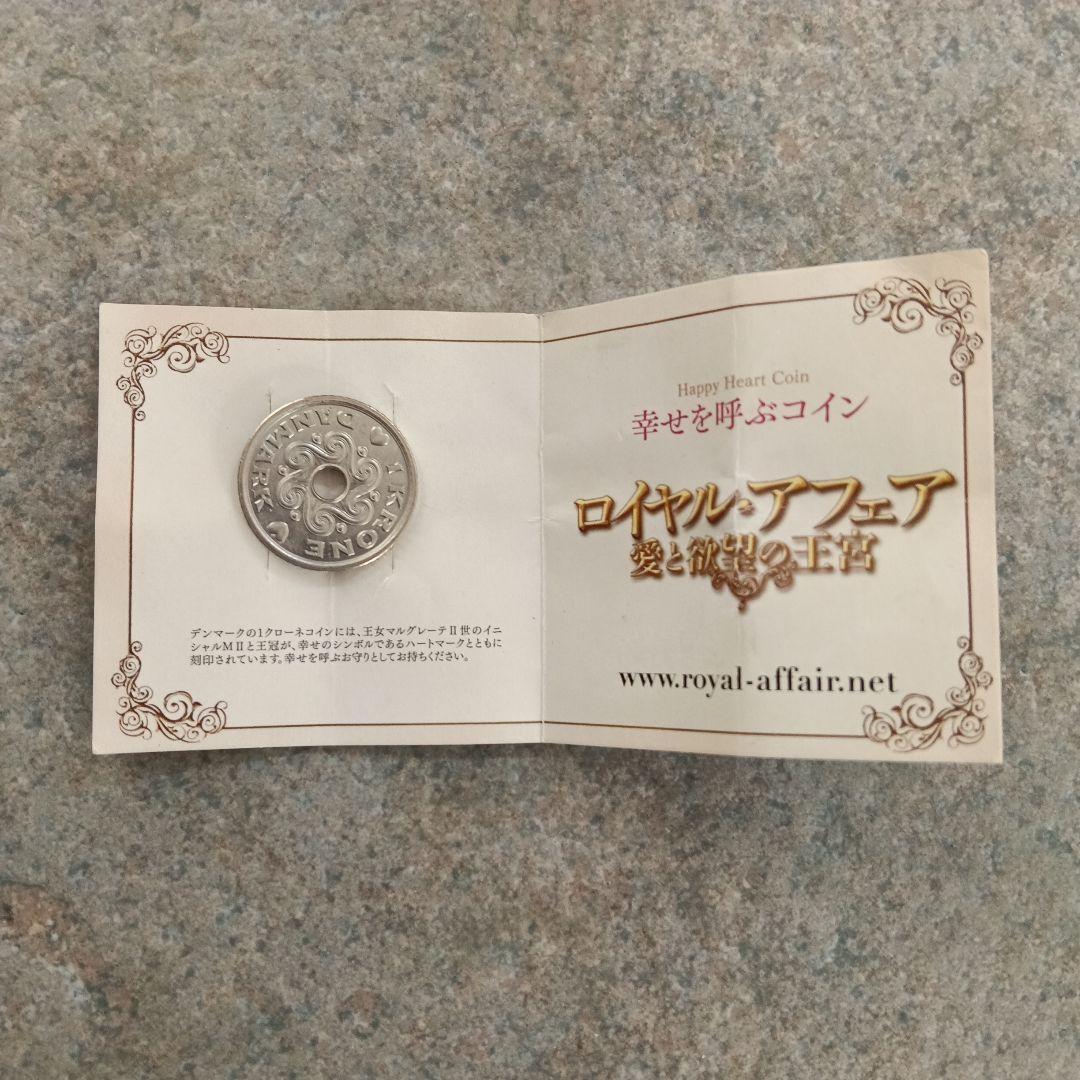 DANMARK
1 KRONE
デンマークの1クローネコインには、王女マルグレーテⅡ世のイニ
シャルMⅡと王冠が、幸せのシンボルであるハートマークとともに
刻印されています。幸せを呼ぶお守りとしてお持ちください。
Happy Heart Coin
幸せを呼ぶコイン
ロイヤル・アフェア
愛と欲望の王宮
www.royal-affair.net